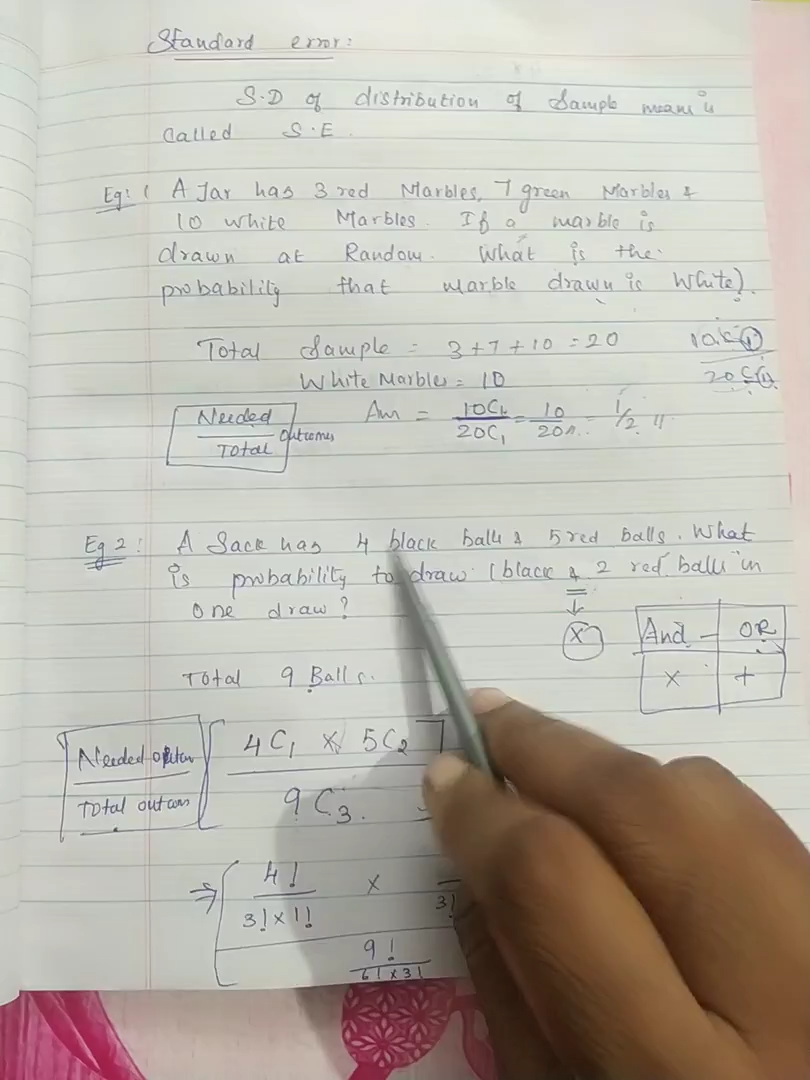 Standard error:
S.D of distribution of Sample means is
called S.E.
Eg: 1 A Jar has 3 red Marbles, 7 green Marbles &
10 white Marbles. If a marble is
drawn at Random. What is the
probability that marble drawn is White).
Total Sample = 3+7+10 = 20
White Marbles = 10
10C1
20C1
Needed
Total outcomes
Ans = 10C1/20C1 = 10/20 = 1/2 //
Eg 2: A Sack has 4 black balls & 5 red balls. What
is probability to draw 1 black & 2 red balls in
one draw?
X
And - OR
X +
Total 9 Balls.
Needed
Total outcomes
4C1 X 5C2
9C3.
⇒ 4!
3! x 1!
X
3!
9!
6! x 3!